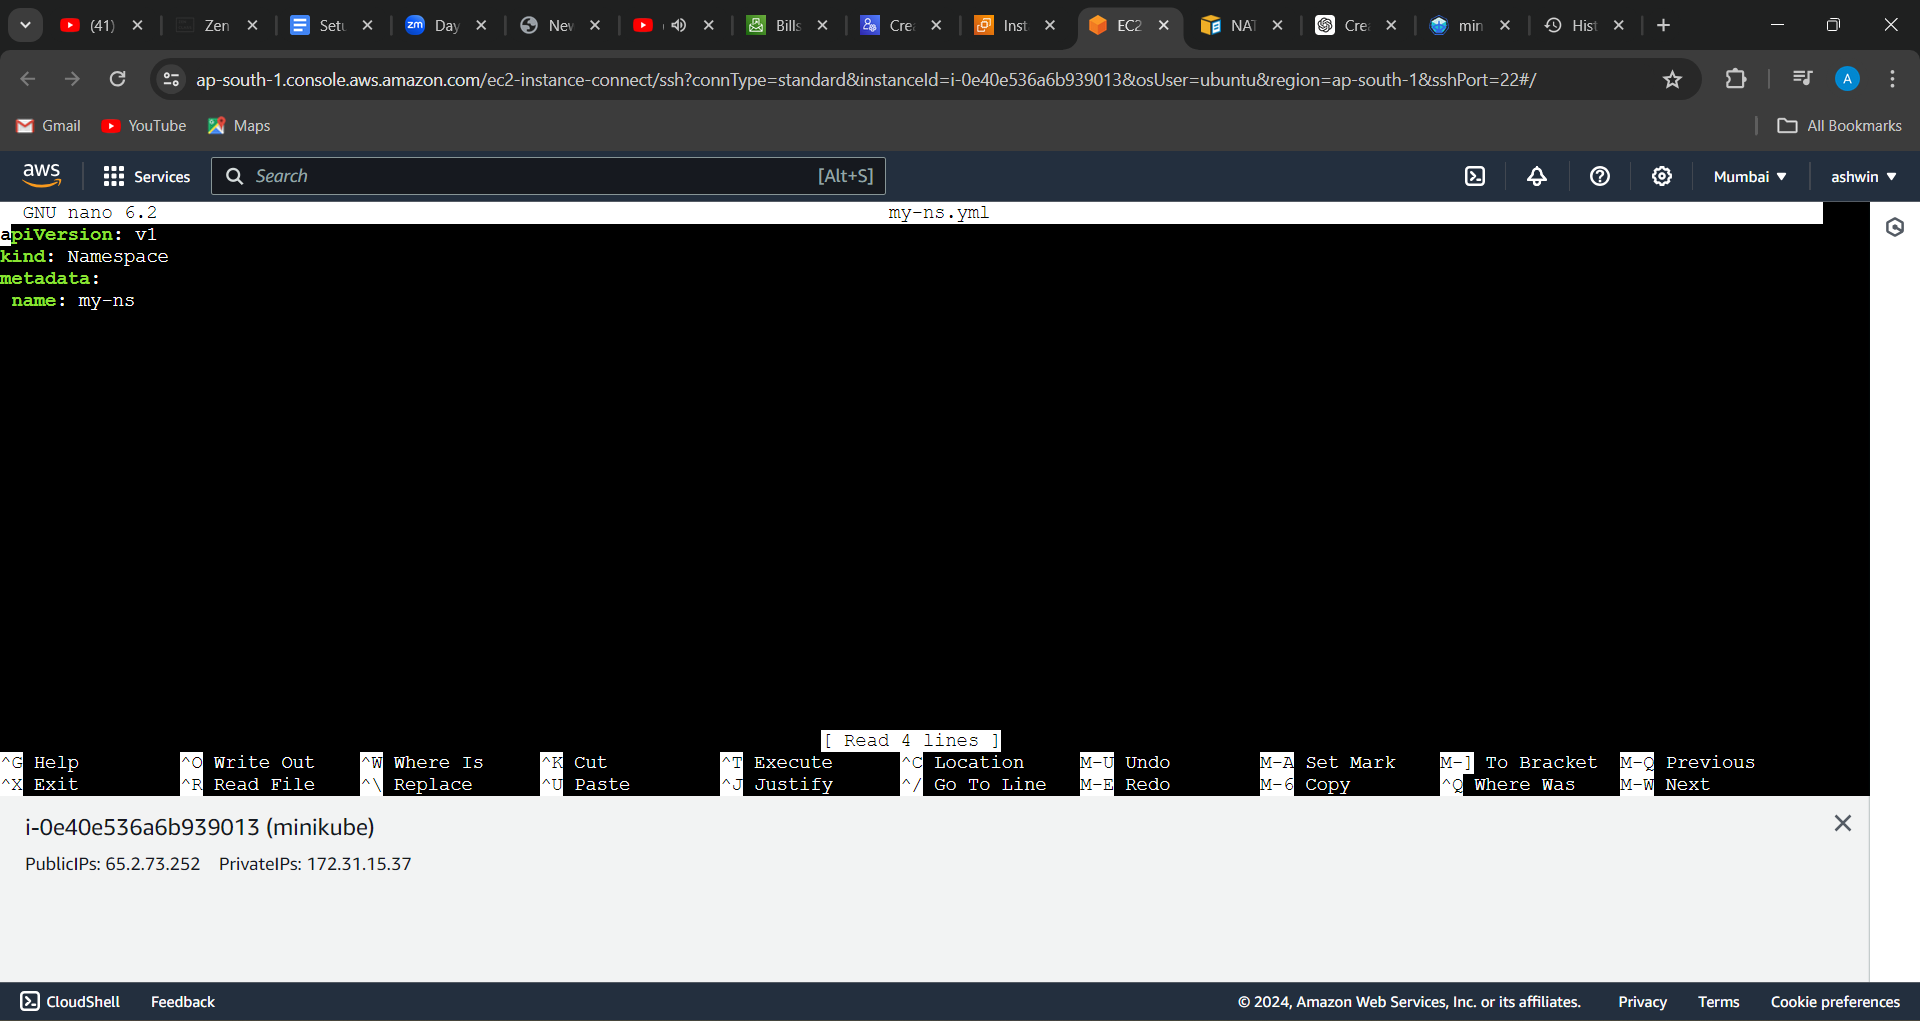 (41)
Zen
Setu
zm
Day
Nev
Bills
Cre
Inst
EC2
NAT
Cre
min
Hist
ap-south-1.console.aws.amazon.com/ec2-instance-connect/ssh?connType=standard&instanceId=i-0e40e536a6b939013&osUser=ubuntu&region=ap-south-1&sshPort=22#/
A
Gmail
YouTube
Maps
All Bookmarks
aws
Services
Search
[Alt+S]
Mumbai
ashwin
GNU nano 6.2
my-ns.yml
apiVersion: v1
kind: Namespace
metadata:
 name: my-ns
[ Read 4 lines ]
^G Help ^O Write Out ^W Where Is ^K Cut ^T Execute ^C Location M-U Undo M-A Set Mark M-] To Bracket M-Q Previous
^X Exit ^R Read File ^\ Replace ^U Paste ^J Justify ^/ Go To Line M-E Redo M-6 Copy ^Q Where Was M-W Next
i-0e40e536a6b939013 (minikube)
PublicIPs: 65.2.73.252 PrivateIPs: 172.31.15.37
CloudShell
Feedback
© 2024, Amazon Web Services, Inc. or its affiliates.
Privacy
Terms
Cookie preferences